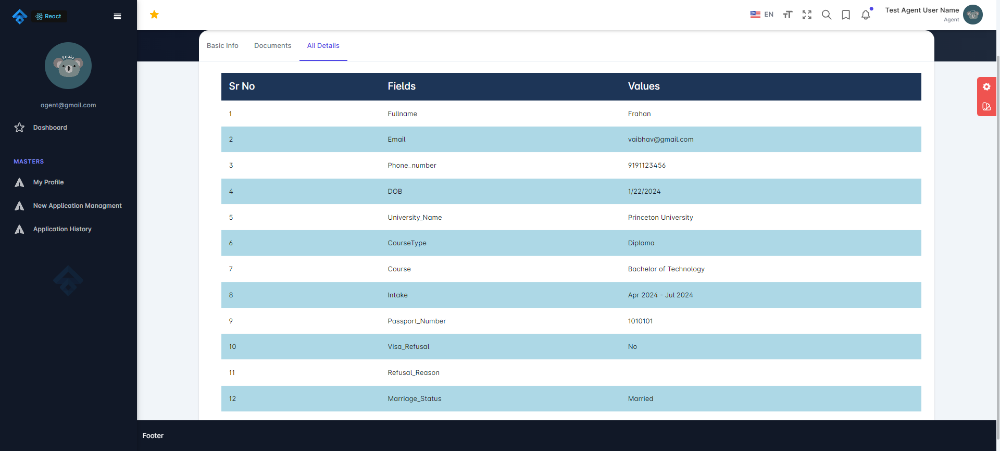 React
EN
Test Agent User Name
Agent
Koala
agent@gmail.com
Dashboard
MASTERS
My Profile
New Application Managment
Application History
Basic Info Documents All Details
Sr No Fields Values
1 Fullname Frahan
2 Email vaibhav@gmail.com
3 Phone_number 9191123456
4 DOB 1/22/2024
5 University_Name Princeton University
6 CourseType Diploma
7 Course Bachelor of Technology
8 Intake Apr 2024 - Jul 2024
9 Passport_Number 1010101
10 Visa_Refusal No
11 Refusal_Reason
12 Marriage_Status Married
Footer